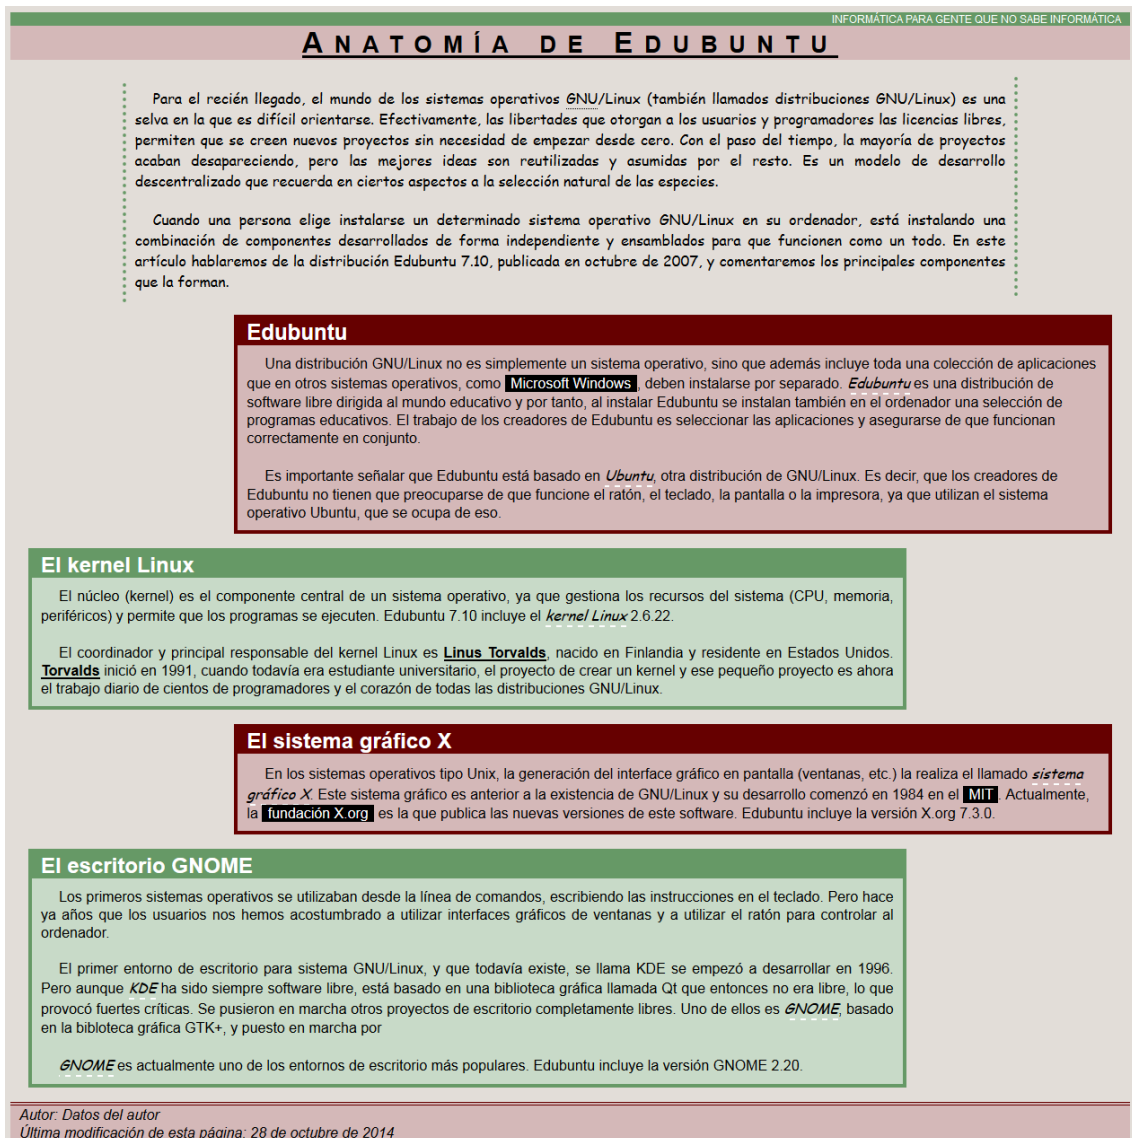 INFORMÁTICA PARA GENTE QUE NO SABE INFORMÁTICA
ANATOMÍA DE EDUBUNTU
Para el recién llegado, el mundo de los sistemas operativos GNU/Linux (también llamados distribuciones GNU/Linux) es una
selva en la que es difícil orientarse. Efectivamente, las libertades que otorgan a los usuarios y programadores las licencias libres,
permiten que se creen nuevos proyectos sin necesidad de empezar desde cero. Con el paso del tiempo, la mayoría de proyectos
acaban desapareciendo, pero las mejores ideas son reutilizadas y asumidas por el resto. Es un modelo de desarrollo
descentralizado que recuerda en ciertos aspectos a la selección natural de las especies.
Cuando una persona elige instalarse un determinado sistema operativo GNU/Linux en su ordenador, está instalando una
combinación de componentes desarrollados de forma independiente y ensamblados para que funcionen como un todo. En este
artículo hablaremos de la distribución Edubuntu 7.10, publicada en octubre de 2007, y comentaremos los principales componentes
que la forman.
Edubuntu
Una distribución GNU/Linux no es simplemente un sistema operativo, sino que además incluye toda una colección de aplicaciones
que en otros sistemas operativos, como Microsoft Windows, deben instalarse por separado. Edubuntu es una distribución de
software libre dirigida al mundo educativo y por tanto, al instalar Edubuntu se instalan también en el ordenador una selección de
programas educativos. El trabajo de los creadores de Edubuntu es seleccionar las aplicaciones y asegurarse de que funcionan
correctamente en conjunto.
Es importante señalar que Edubuntu está basado en Ubuntu, otra distribución de GNU/Linux. Es decir, que los creadores de
Edubuntu no tienen que preocuparse de que funcione el ratón, el teclado, la pantalla o la impresora, ya que utilizan el sistema
operativo Ubuntu, que se ocupa de eso.
El kernel Linux
El núcleo (kernel) es el componente central de un sistema operativo, ya que gestiona los recursos del sistema (CPU, memoria,
periféricos) y permite que los programas se ejecuten. Edubuntu 7.10 incluye el kernel Linux 2.6.22.
El coordinador y principal responsable del kernel Linux es Linus Torvalds, nacido en Finlandia y residente en Estados Unidos.
Torvalds inició en 1991, cuando todavía era estudiante universitario, el proyecto de crear un kernel y ese pequeño proyecto es ahora
el trabajo diario de cientos de programadores y el corazón de todas las distribuciones GNU/Linux.
El sistema gráfico X
En los sistemas operativos tipo Unix, la generación del interface gráfico en pantalla (ventanas, etc.) la realiza el llamado sistema
gráfico X. Este sistema gráfico es anterior a la existencia de GNU/Linux y su desarrollo comenzó en 1984 en el MIT. Actualmente,
la fundación X.org es la que publica las nuevas versiones de este software. Edubuntu incluye la versión X.org 7.3.0.
El escritorio GNOME
Los primeros sistemas operativos se utilizaban desde la línea de comandos, escribiendo las instrucciones en el teclado. Pero hace
ya años que los usuarios nos hemos acostumbrado a utilizar interfaces gráficos de ventanas y a utilizar el ratón para controlar al
ordenador.
El primer entorno de escritorio para sistema GNU/Linux, y que todavía existe, se llama KDE se empezó a desarrollar en 1996.
Pero aunque KDE ha sido siempre software libre, está basado en una biblioteca gráfica llamada Qt que entonces no era libre, lo que
provocó fuertes críticas. Se pusieron en marcha otros proyectos de escritorio completamente libres. Uno de ellos es GNOME, basado
en la bibloteca gráfica GTK+, y puesto en marcha por
GNOME es actualmente uno de los entornos de escritorio más populares. Edubuntu incluye la versión GNOME 2.20.
Autor: Datos del autor
Última modificación de esta página: 28 de octubre de 2014